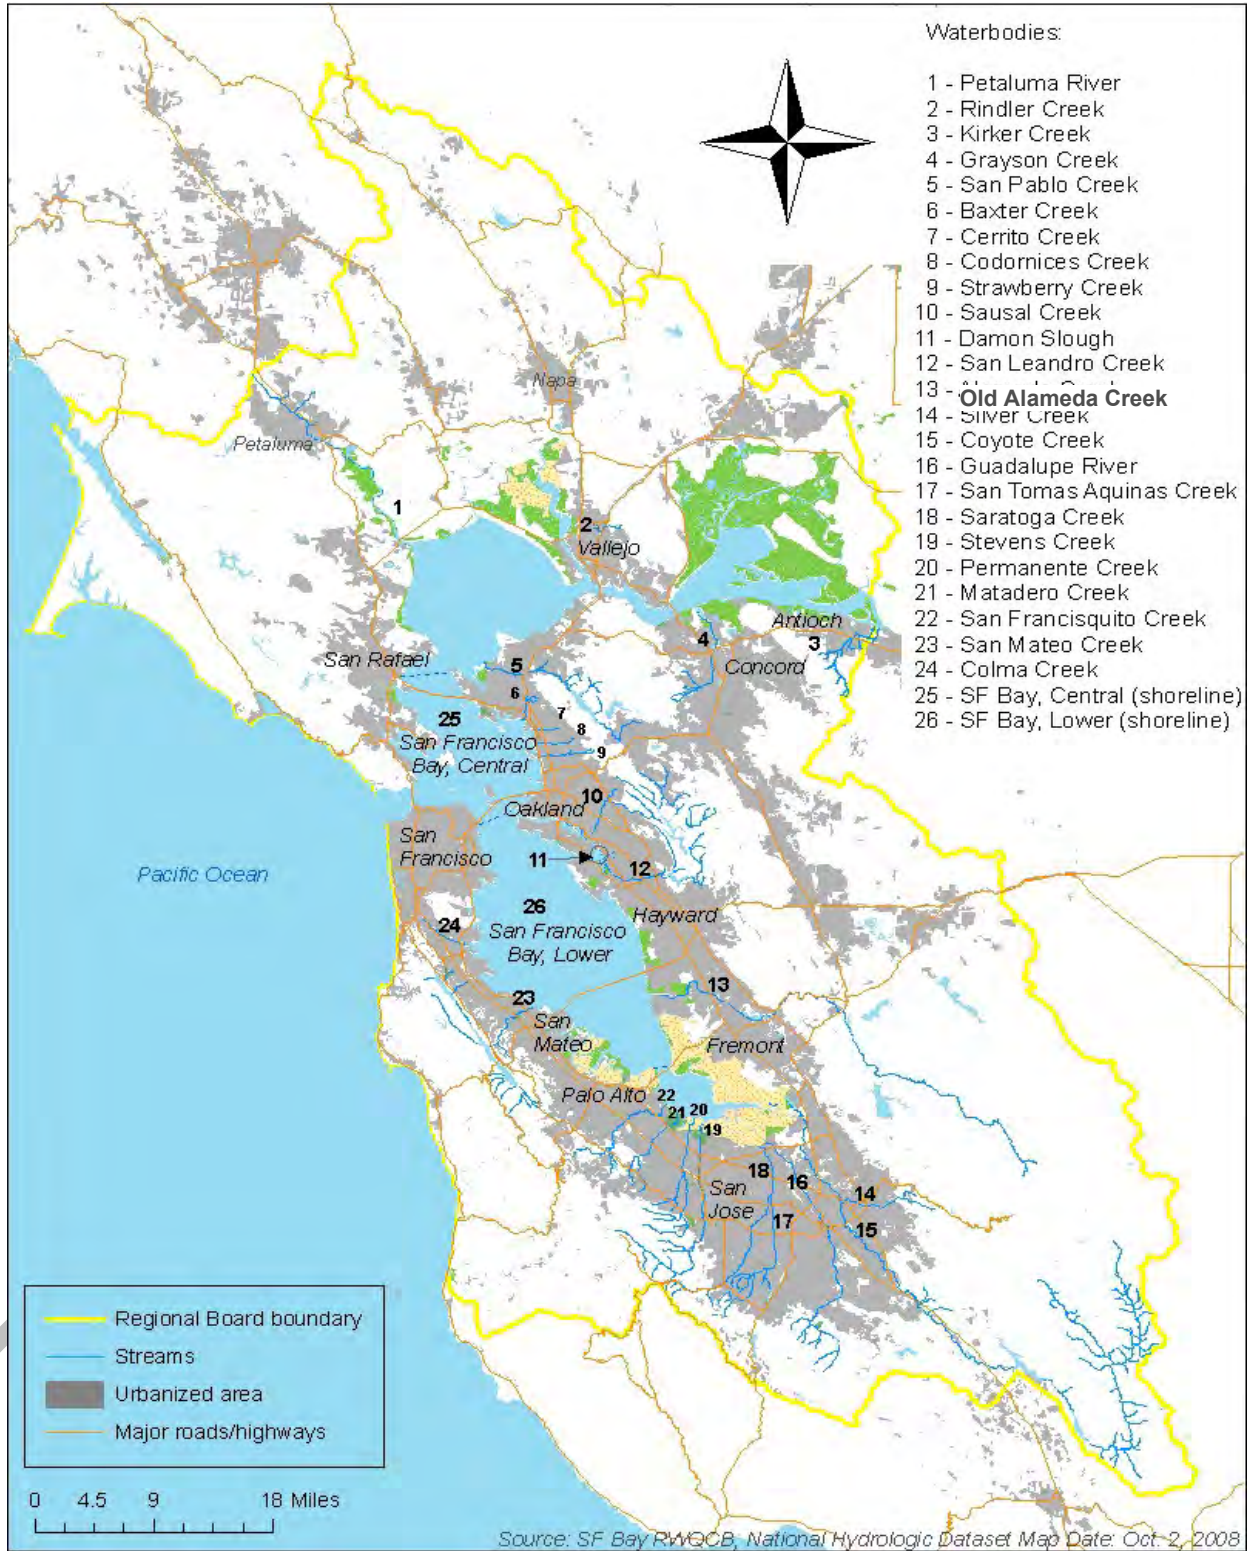 Waterbodies:
1 - Petaluma River
2 - Rindler Creek
3 - Kirker Creek
4 - Grayson Creek
5 - San Pablo Creek
6 - Baxter Creek
7 - Cerrito Creek
8 - Codornices Creek
9 - Strawberry Creek
10 - Sausal Creek
11 - Damon Slough
12 - San Leandro Creek
13 - Old Alameda Creek
14 - Silver Creek
15 - Coyote Creek
16 - Guadalupe River
17 - San Tomas Aquinas Creek
18 - Saratoga Creek
19 - Stevens Creek
20 - Permanente Creek
21 - Matadero Creek
22 - San Francisquito Creek
23 - San Mateo Creek
24 - Colma Creek
25 - SF Bay, Central (shoreline)
26 - SF Bay, Lower (shoreline)
Napa
Petaluma
1
2
Vallejo
Antioch
4
3
Concord
San Rafael
5
6
7
25
8
San Francisco
Bay, Central
9
10
Oakland
San
Francisco
11
12
Pacific Ocean
26
Hayward
24
San Francisco
Bay, Lower
13
23
San
Mateo
Fremont
Palo Alto
22
21
20
19
18
16
San
Jose
14
17
15
Regional Board boundary
Streams
Urbanized area
Major roads/highways
0 4.5 9 18 Miles
Source: SF Bay RWQCB, National Hydrologic Dataset Map Date: Oct. 2, 2008